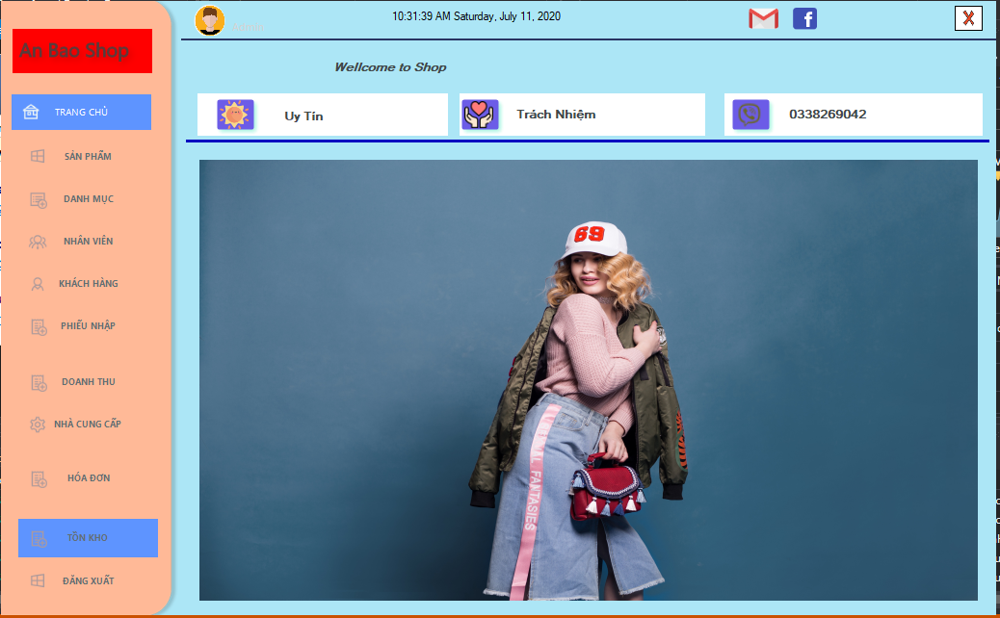 An Bao Shop
TRANG CHỦ
SẢN PHẨM
DANH MỤC
NHÂN VIÊN
KHÁCH HÀNG
PHIẾU NHẬP
DOANH THU
NHÀ CUNG CẤP
HÓA ĐƠN
TỒN KHO
ĐĂNG XUẤT
Admin
10:31:39 AM Saturday, July 11, 2020
f
X
Wellcome to Shop
Uy Tín
Trách Nhiệm
0338269042
69
FANTASIES